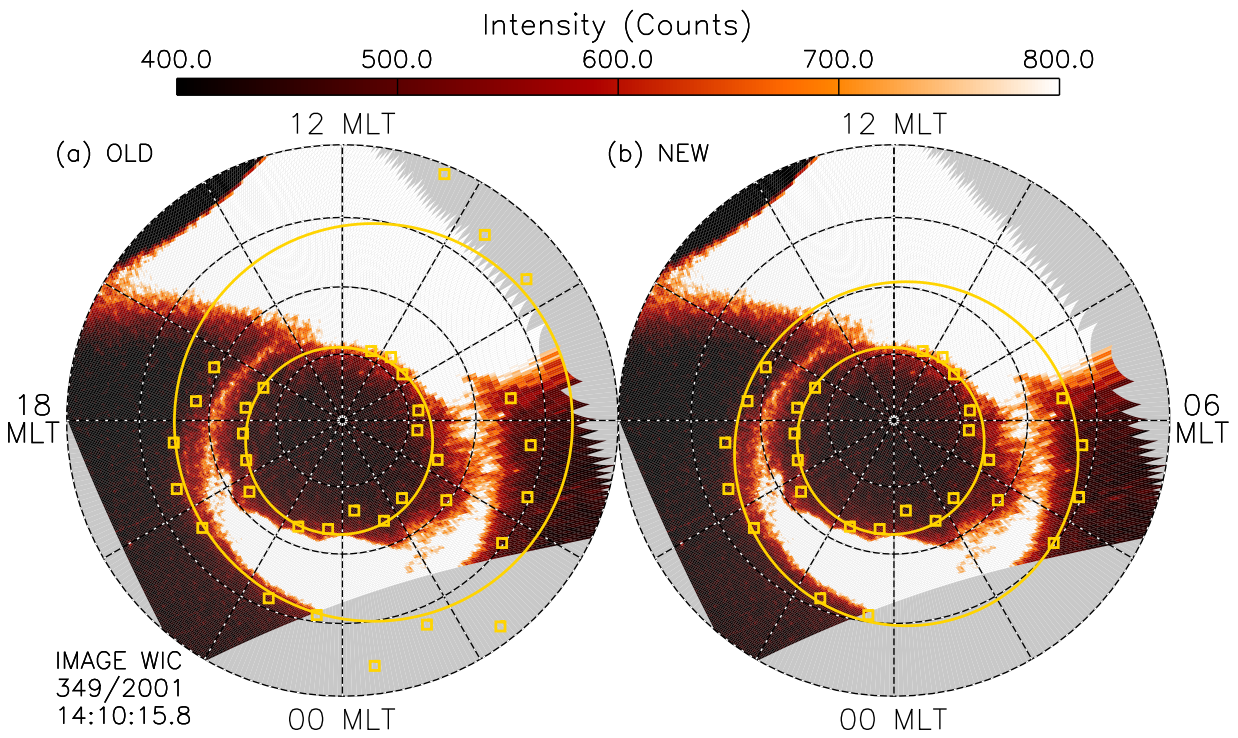 Intensity (Counts)
400.0 500.0 600.0 700.0 800.0
12 MLT 12 MLT
(a) OLD (b) NEW
18 MLT
06 MLT
IMAGE WIC
349/2001
14:10:15.8
00 MLT 00 MLT